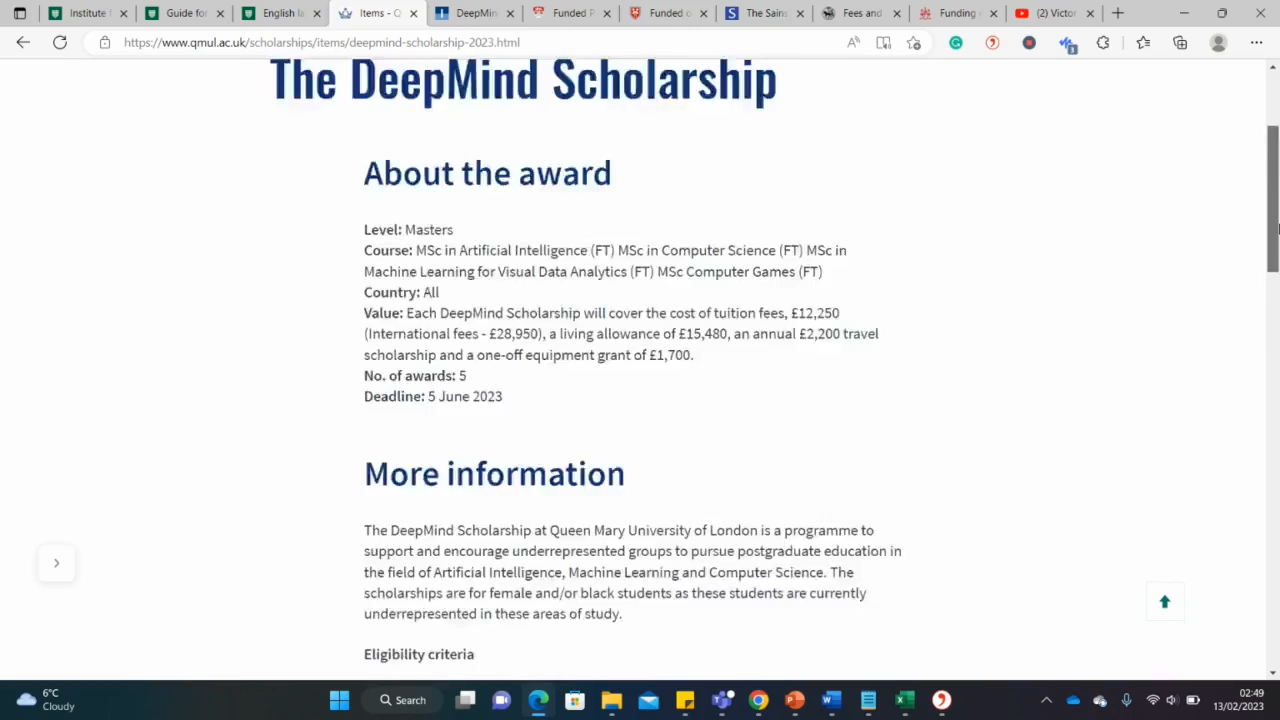 Institute
Guide for
English la
Items - Q
DeepMind
Funded P
Funded o
The Sains
Fees and
Funding
(2) Victor
https://www.qmul.ac.uk/scholarships/items/deepmind-scholarship-2023.html
3
The DeepMind Scholarship
About the award
Level: Masters
Course: MSc in Artificial Intelligence (FT) MSc in Computer Science (FT) MSc in
Machine Learning for Visual Data Analytics (FT) MSc Computer Games (FT)
Country: All
Value: Each DeepMind Scholarship will cover the cost of tuition fees, £12,250
(International fees - £28,950), a living allowance of £15,480, an annual £2,200 travel
scholarship and a one-off equipment grant of £1,700.
No. of awards: 5
Deadline: 5 June 2023
More information
The DeepMind Scholarship at Queen Mary University of London is a programme to
support and encourage underrepresented groups to pursue postgraduate education in
the field of Artificial Intelligence, Machine Learning and Computer Science. The
scholarships are for female and/or black students as these students are currently
underrepresented in these areas of study.
Eligibility criteria
6°C
Cloudy
Search
02:49
13/02/2023